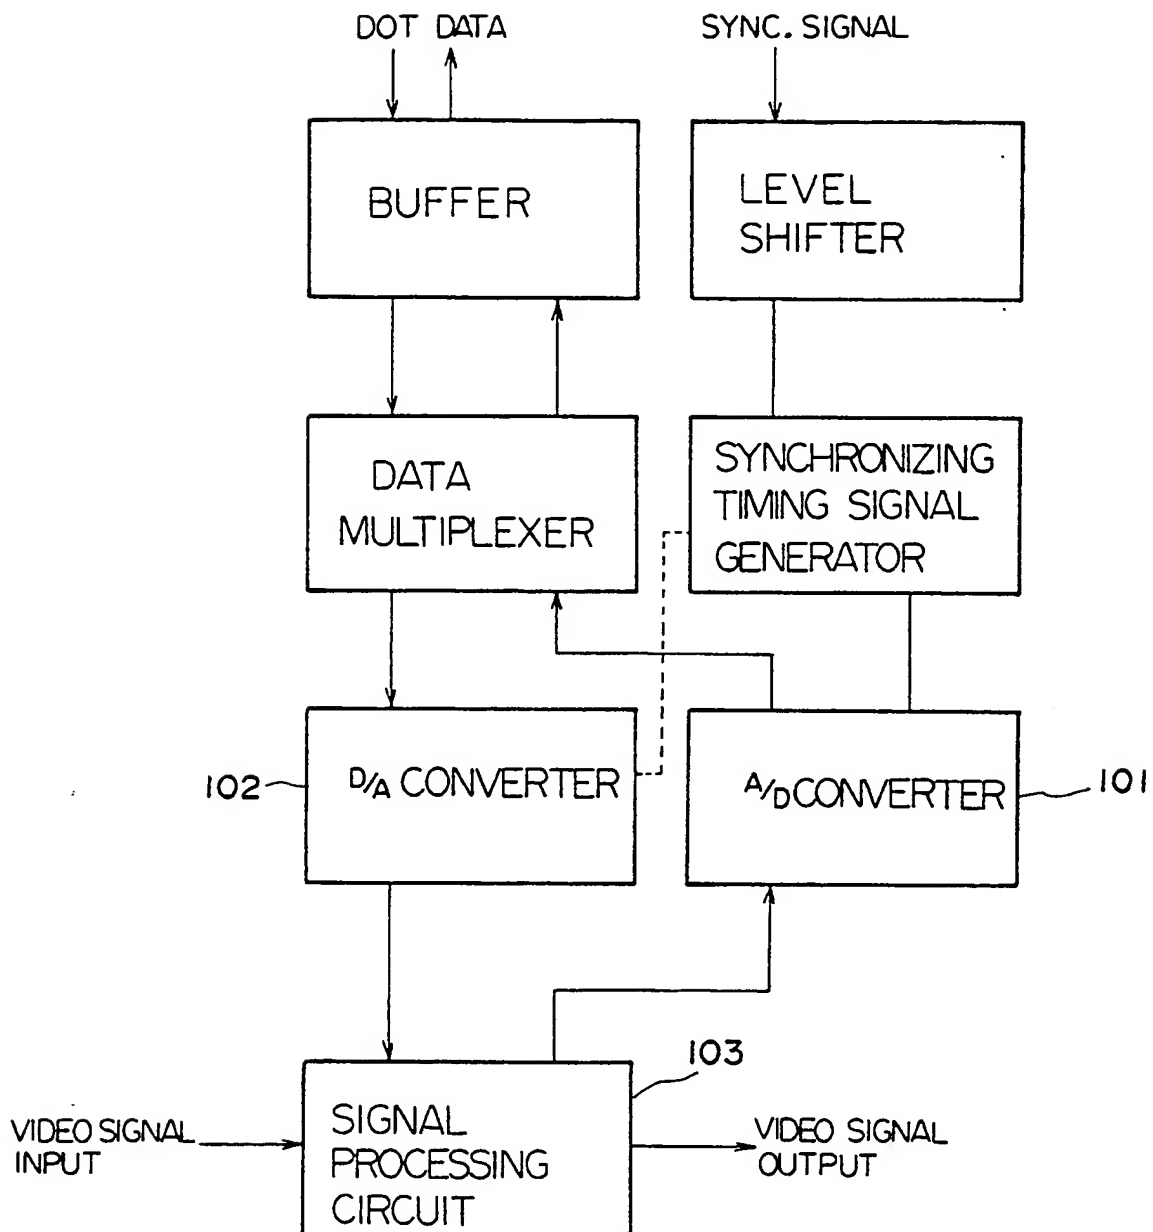 DOT DATA
SYNC. SIGNAL
BUFFER
LEVEL
SHIFTER
DATA
MULTIPLEXER
SYNCHRONIZING
TIMING SIGNAL
GENERATOR
102
D/A CONVERTER
A/D CONVERTER
101
103
VIDEO SIGNAL
INPUT
SIGNAL
PROCESSING
CIRCUIT
VIDEO SIGNAL
OUTPUT